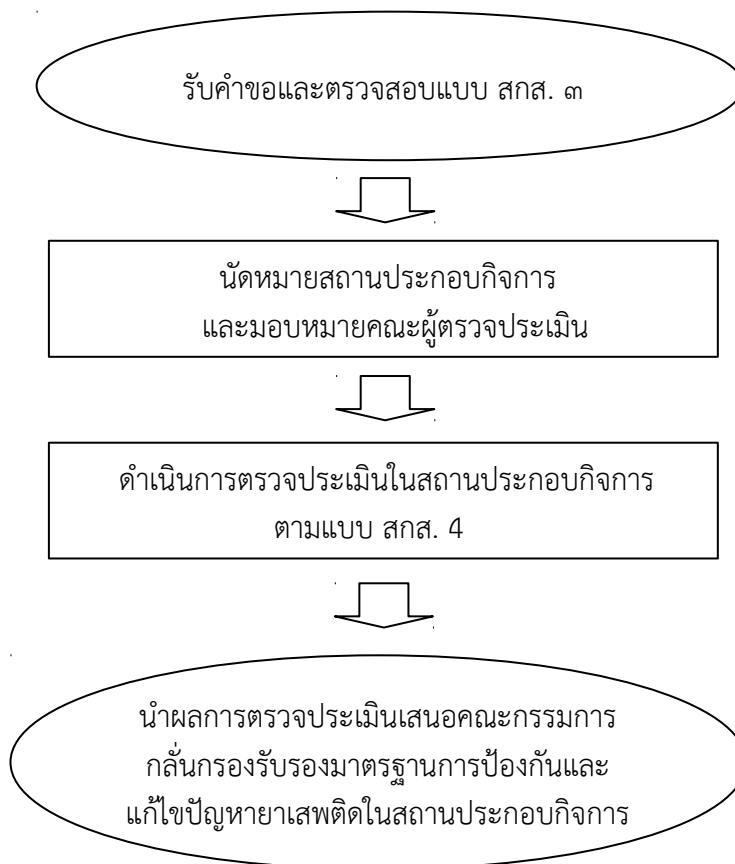 รับคำขอและตรวจสอบแบบ สกส. ๓
นัดหมายสถานประกอบกิจการ
และมอบหมายคณะผู้ตรวจประเมิน
ดำเนินการตรวจประเมินในสถานประกอบกิจการ
ตามแบบ สกส. 4
นำผลการตรวจประเมินเสนอคณะกรรมการ
กลั่นกรองรับรองมาตรฐานการป้องกันและ
แก้ไขปัญหายาเสพติดในสถานประกอบกิจการ